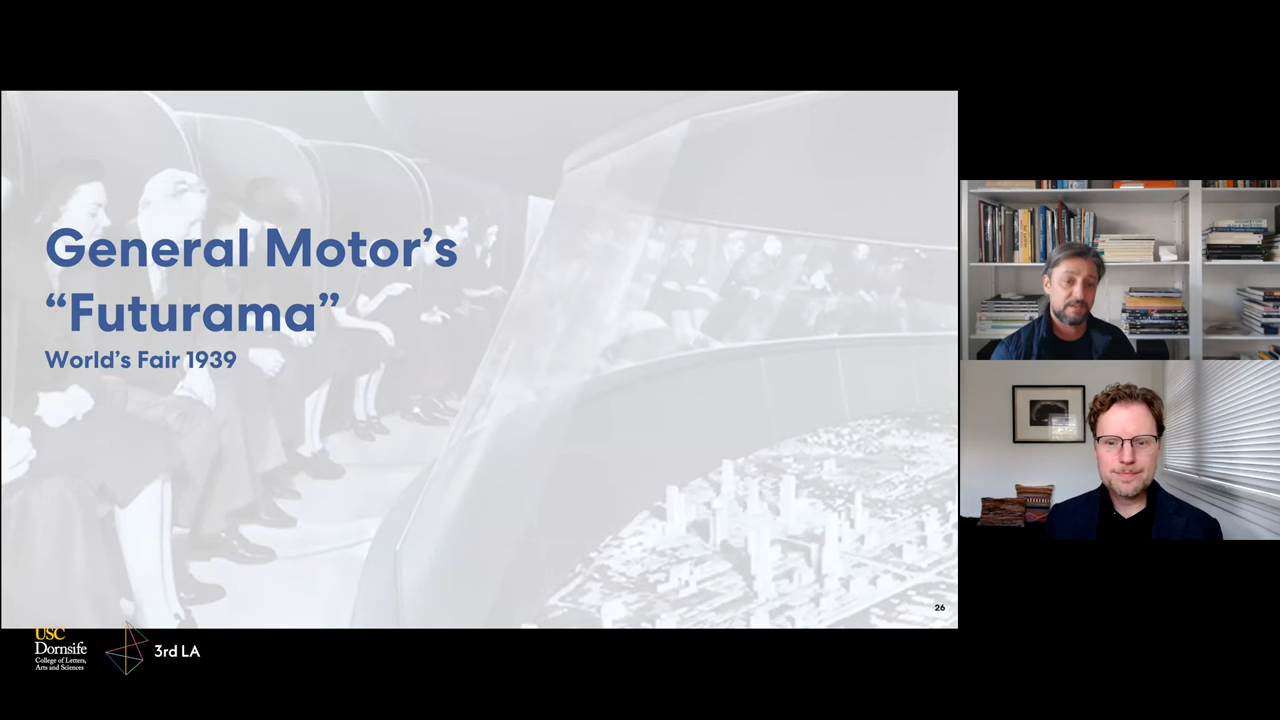 General Motor’s
“Futurama”
World’s Fair 1939
26
USC
Dornsife
College of Letters,
Arts and Sciences
3rd LA